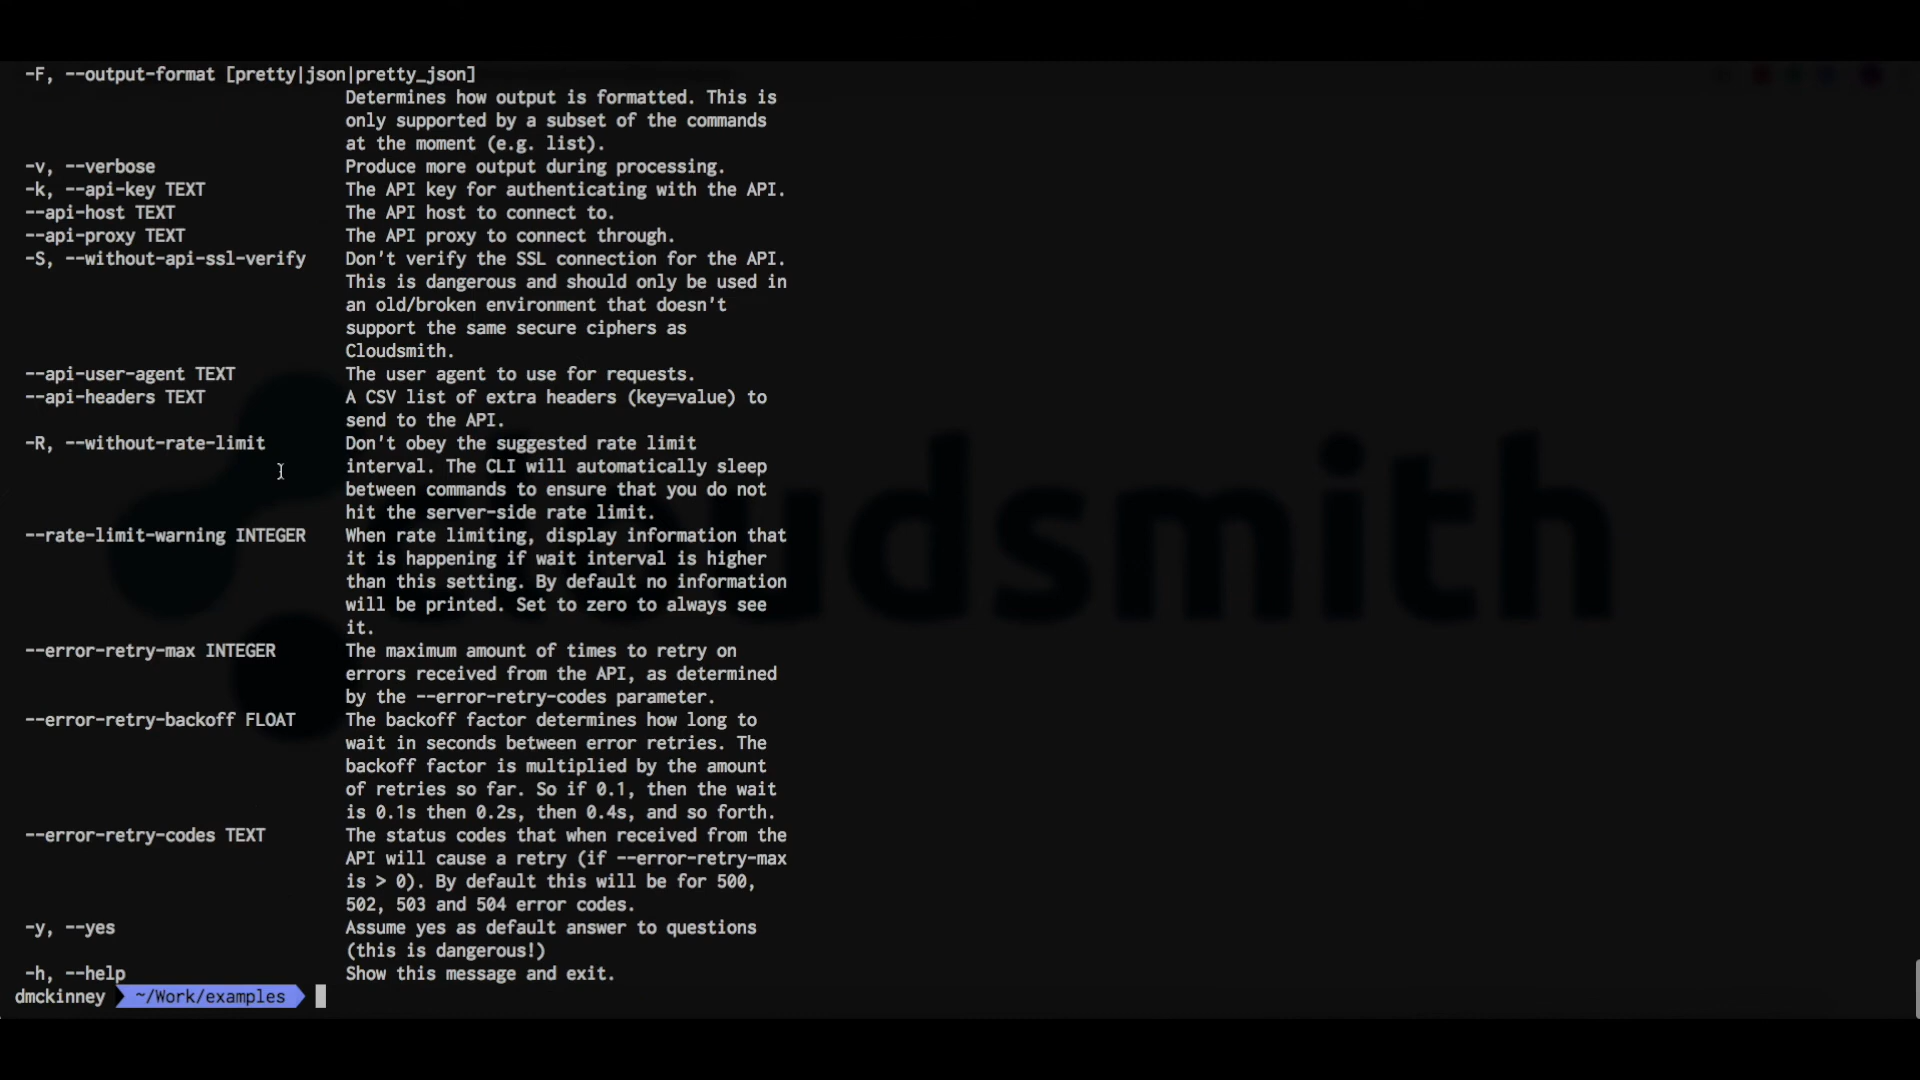 -F, --output-format [pretty|json|pretty_json]
Determines how output is formatted. This is
only supported by a subset of the commands
at the moment (e.g. list).
-v, --verbose Produce more output during processing.
-k, --api-key TEXT The API key for authenticating with the API.
--api-host TEXT The API host to connect to.
--api-proxy TEXT The API proxy to connect through.
-S, --without-api-ssl-verify Don't verify the SSL connection for the API.
This is dangerous and should only be used in
an old/broken environment that doesn't
support the same secure ciphers as
Cloudsmith.
--api-user-agent TEXT The user agent to use for requests.
--api-headers TEXT A CSV list of extra headers (key=value) to
send to the API.
-R, --without-rate-limit Don't obey the suggested rate limit
interval. The CLI will automatically sleep
between commands to ensure that you do not
hit the server-side rate limit.
--rate-limit-warning INTEGER When rate limiting, display information that
it is happening if wait interval is higher
than this setting. By default no information
will be printed. Set to zero to always see
it.
--error-retry-max INTEGER The maximum amount of times to retry on
errors received from the API, as determined
by the --error-retry-codes parameter.
--error-retry-backoff FLOAT The backoff factor determines how long to
wait in seconds between error retries. The
backoff factor is multiplied by the amount
of retries so far. So if 0.1, then the wait
is 0.1s then 0.2s, then 0.4s, and so forth.
--error-retry-codes TEXT The status codes that when received from the
API will cause a retry (if --error-retry-max
is > 0). By default this will be for 500,
502, 503 and 504 error codes.
-y, --yes Assume yes as default answer to questions
(this is dangerous!)
-h, --help Show this message and exit.
dmckinney ~/Work/examples
cloudsmith